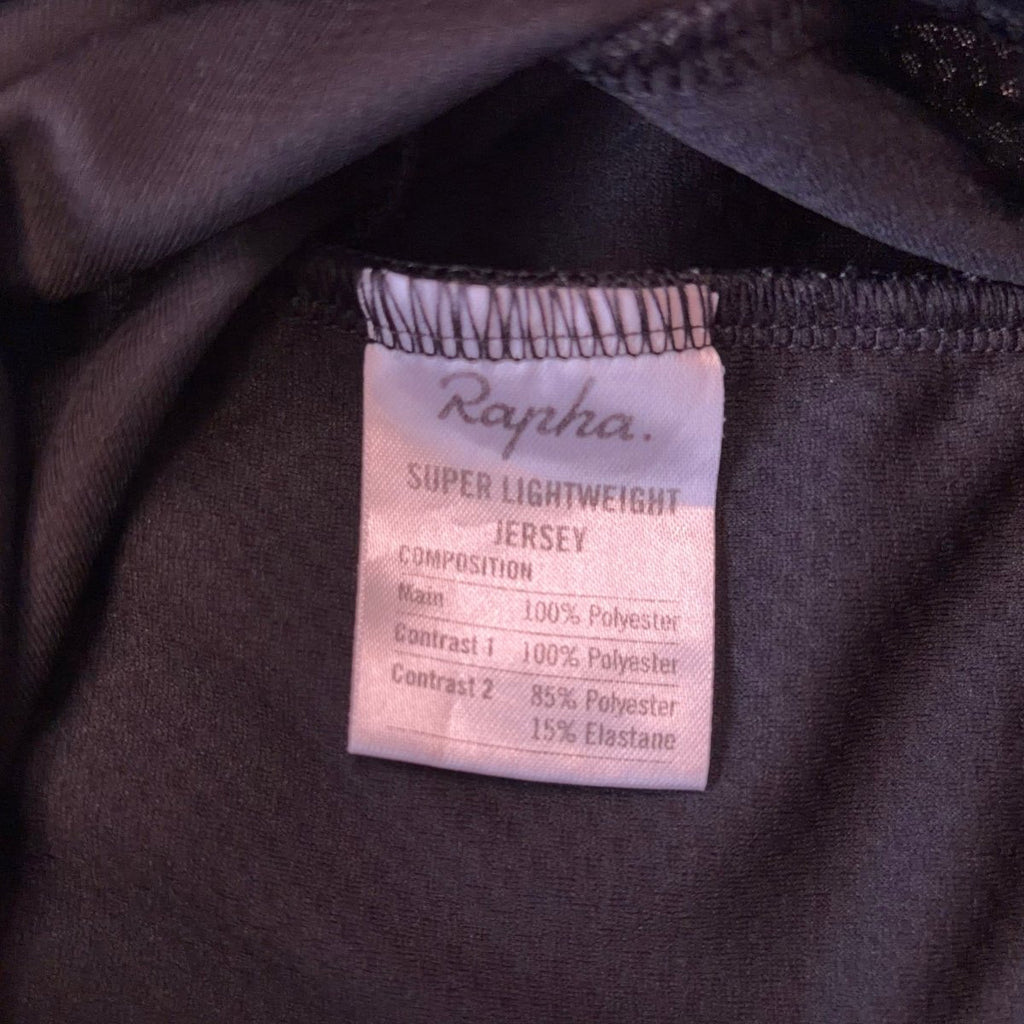 Rapha.
SUPER LIGHTWEIGHT
JERSEY
COMPOSITION
Main 100% Polyester
Contrast 1 100% Polyester
Contrast 2 85% Polyester
15% Elastane